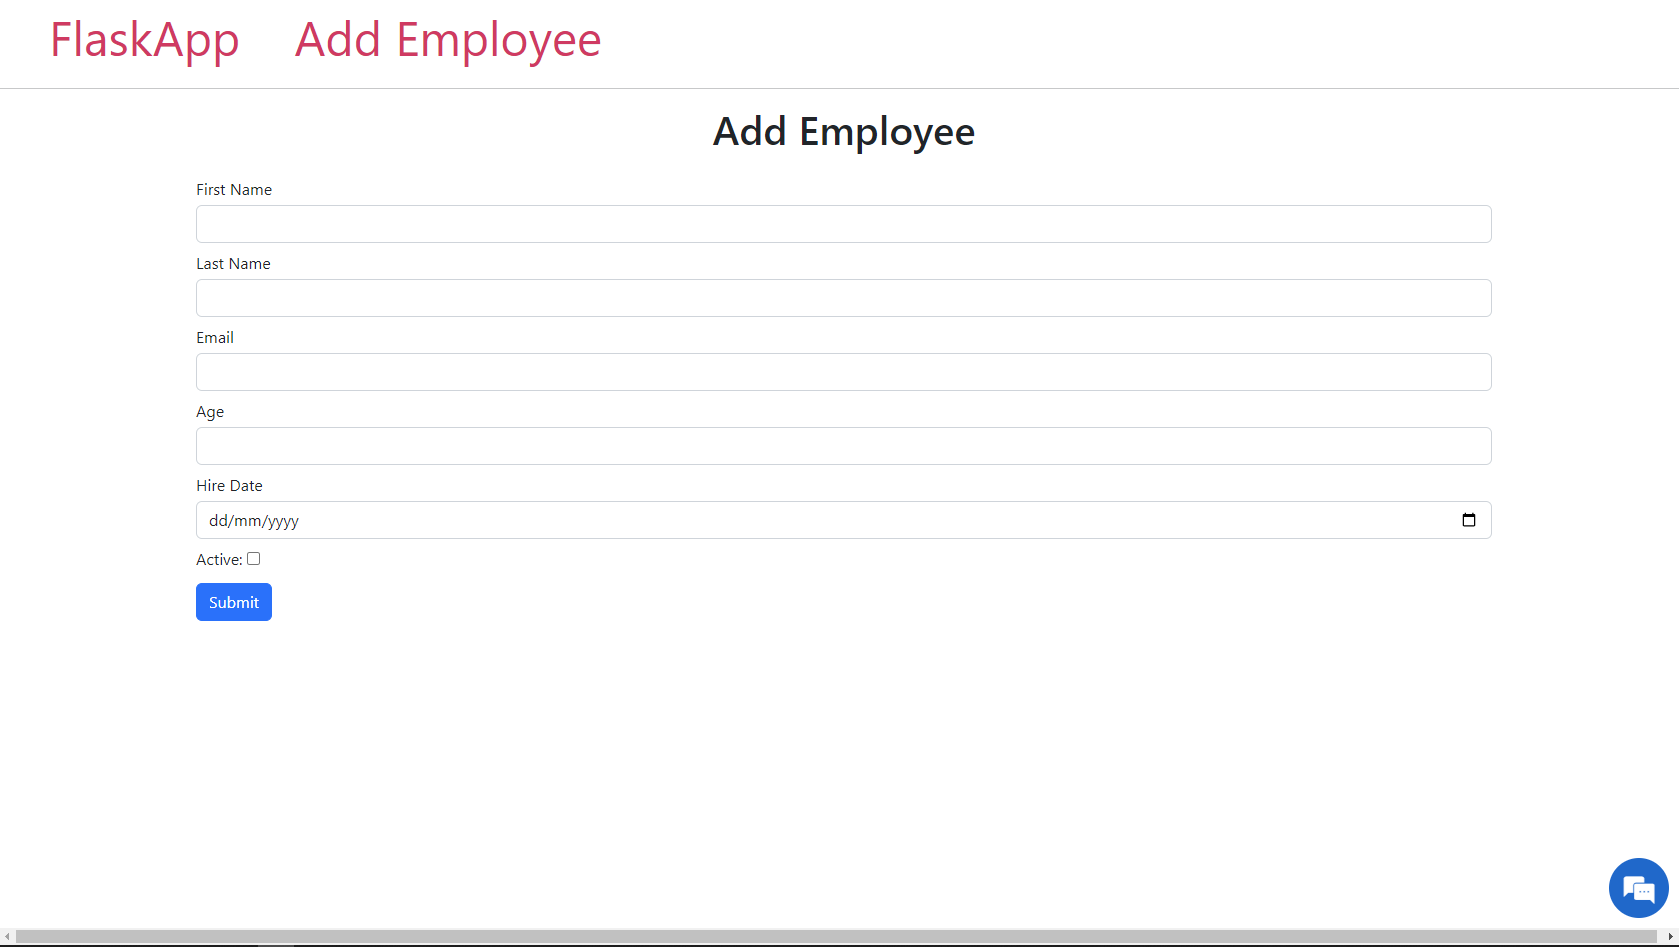 FlaskApp Add Employee
Add Employee
First Name
Last Name
Email
Age
Hire Date
dd/mm/yyyy
Active:
Submit